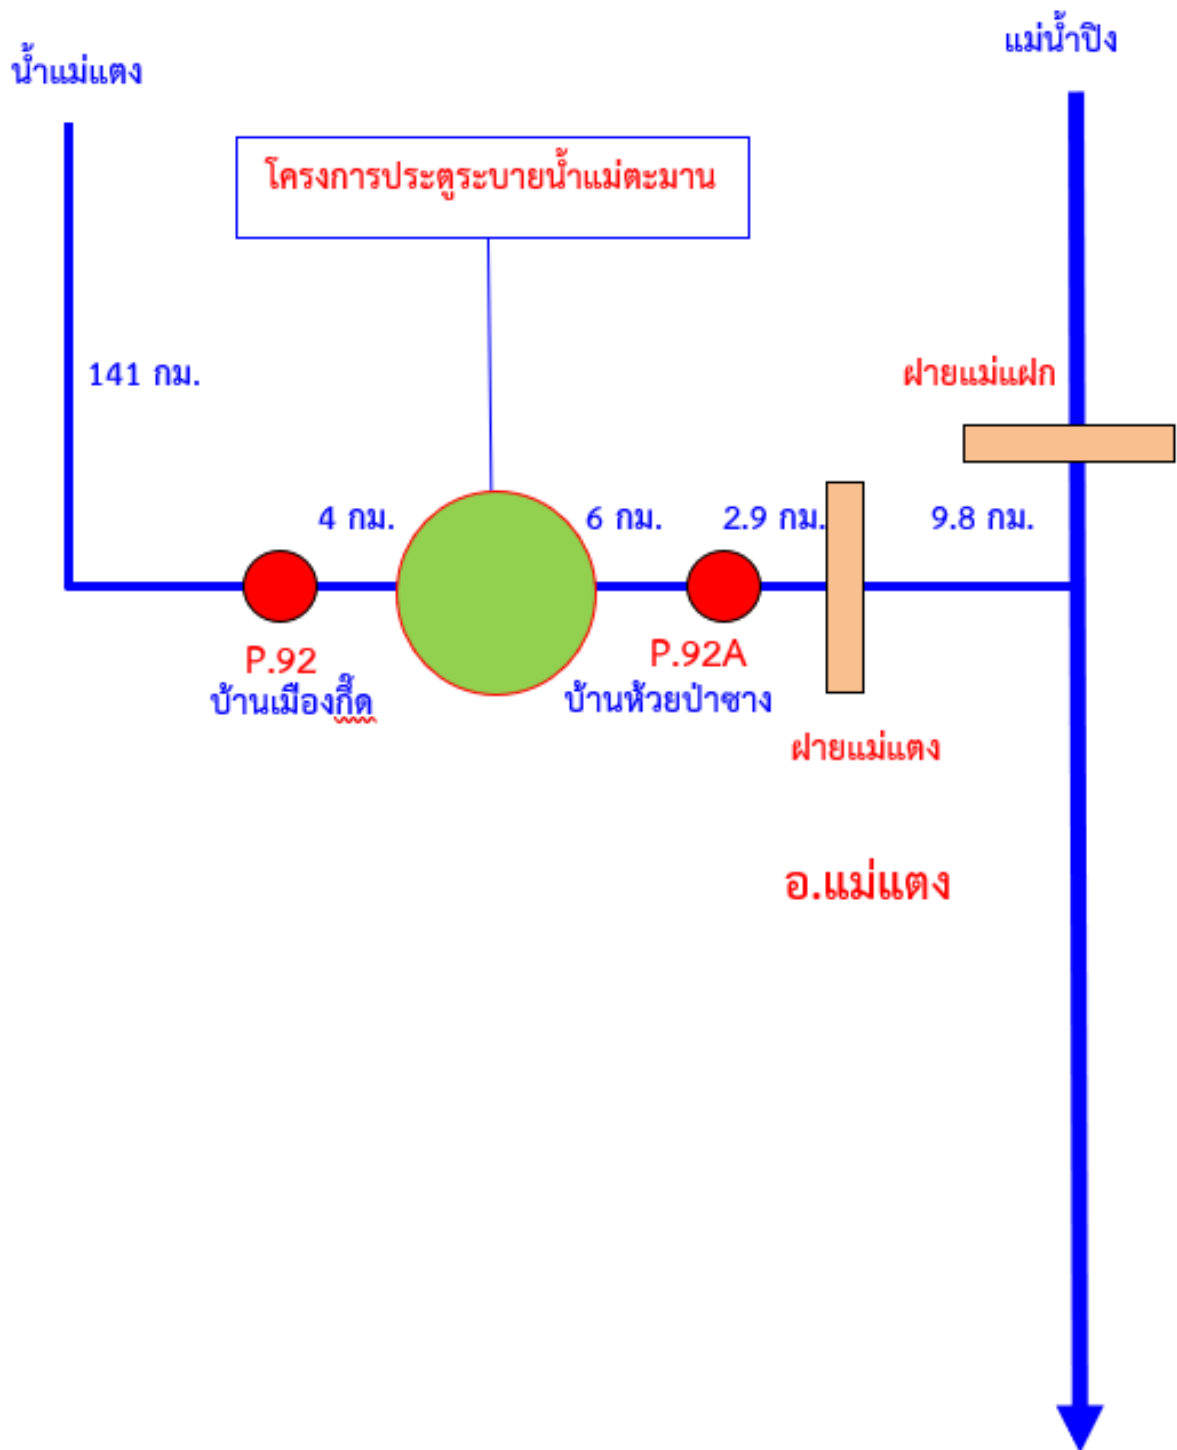 แม่น้ำปิง
น้ำแม่แตง
โครงการประตูระบายน้ำแม่ตะมาน
141 กม.
ฝายแม่แฝก
4 กม.
6 กม.
2.9 กม.
9.8 กม.
P.92
บ้านเมืองกึ๊ด
P.92A
บ้านห้วยป่าซาง
ฝายแม่แตง
อ.แม่แตง